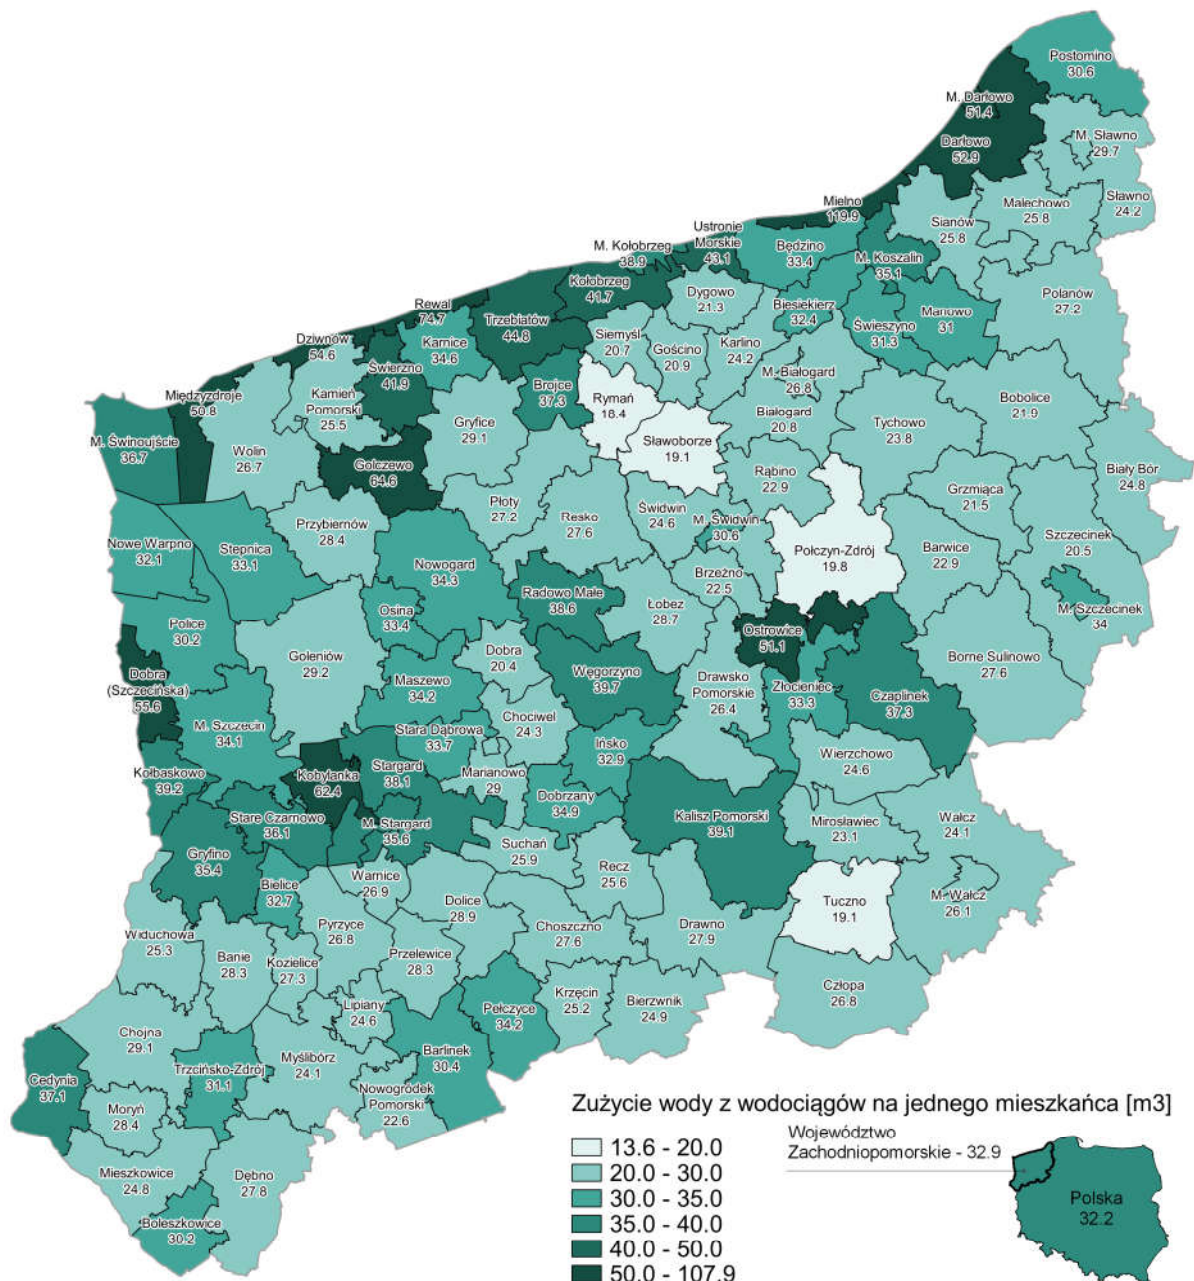 Postomino
30.6
M. Darłowo
51.4
Darłowo
52.9
M. Sławno
29.7
Sławno
24.2
Malechowo
25.8
Sianów
25.8
Mielno
119.9
Ustronie
Morskie
43.1
Będzino
33.4
M. Koszalin
35.1
M. Kołobrzeg
38.9
Kołobrzeg
41.7
Dygowo
21.3
Biesiekierz
32.4
Świeszyno
31.3
Manowo
31
Polanów
27.2
Rewal
74.7
Trzebiatów
44.8
Karnice
34.6
Dziwnów
54.6
Świerzno
41.9
Siemyśl
20.7
Gościno
20.9
Karlino
24.2
M. Białogard
26.8
Białogard
20.8
Międzyzdroje
50.8
Kamień
Pomorski
25.5
Brojce
37.3
Rymań
18.4
Sławoborze
19.1
Tychowo
23.8
Bobolice
21.9
M. Świnoujście
36.7
Wolin
26.7
Gryfice
29.1
Golczewo
64.6
Rąbino
22.9
Grzmiąca
21.5
Biały Bór
24.8
Przybiernów
28.4
Płoty
27.2
Resko
27.6
Świdwin
24.6
M. Świdwin
30.6
Połczyn-Zdrój
19.8
Barwice
22.9
Szczecinek
20.5
M. Szczecinek
34
Nowe Warpno
32.1
Stepnica
33.1
Nowogard
34.3
Radowo Małe
38.6
Brzeżno
22.5
Łobez
28.7
Osina
33.4
Police
30.2
Goleniów
29.2
Dobra
20.4
Węgorzyno
39.7
Ostrowice
51.1
Drawsko
Pomorskie
26.4
Złocieniec
33.3
Czaplinek
37.3
Borne Sulinowo
27.6
Dobra
(Szczecińska)
55.6
M. Szczecin
34.1
Maszewo
34.2
Chociwel
24.3
Stara Dąbrowa
33.7
Ińsko
32.9
Wierzchowo
24.6
Kołbaskowo
39.2
Kobylanka
62.4
Stargard
38.1
Marianowo
29
Dobrzany
34.9
Kalisz Pomorski
39.1
Mirosławiec
23.1
Wałcz
24.1
Stare Czarnowo
36.1
M. Stargard
35.6
Suchań
25.9
Gryfino
35.4
Bielice
32.7
Warnice
26.9
Recz
25.6
Tuczno
19.1
M. Wałcz
26.1
Dolice
28.9
Widuchowa
25.3
Banie
28.3
Kozielice
27.3
Pyrzyce
26.8
Przelewice
28.3
Choszczno
27.6
Drawno
27.9
Człopa
26.8
Lipiany
24.6
Pełczyce
34.2
Krzęcin
25.2
Bierzwnik
24.9
Chojna
29.1
Trzcińsko-Zdrój
31.1
Myślibórz
24.1
Barlinek
30.4
Cedynia
37.1
Moryń
28.4
Nowogródek
Pomorski
22.6
Mieszkowice
24.8
Dębno
27.8
Boleszkowice
30.2
Zużycie wody z wodociągów na jednego mieszkańca [m3]
13.6 - 20.0
20.0 - 30.0
30.0 - 35.0
35.0 - 40.0
40.0 - 50.0
50.0 - 107.9
Województwo
Zachodniopomorskie - 32.9
Polska
32.2